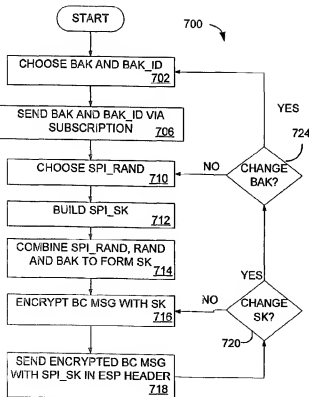 START
700
CHOOSE BAK AND BAK_ID
702
SEND BAK AND BAK_ID VIA
SUBSCRIPTION
706
CHOOSE SPI_RAND
710
BUILD SPI_SK
712
COMBINE SPI_RAND, RAND
AND BAK TO FORM SK
714
ENCRYPT BC MSG WITH SK
716
SEND ENCRYPTED BC MSG
WITH SPI_SK IN ESP HEADER
718
YES
724
NO
CHANGE
BAK?
YES
NO
CHANGE
SK?
720